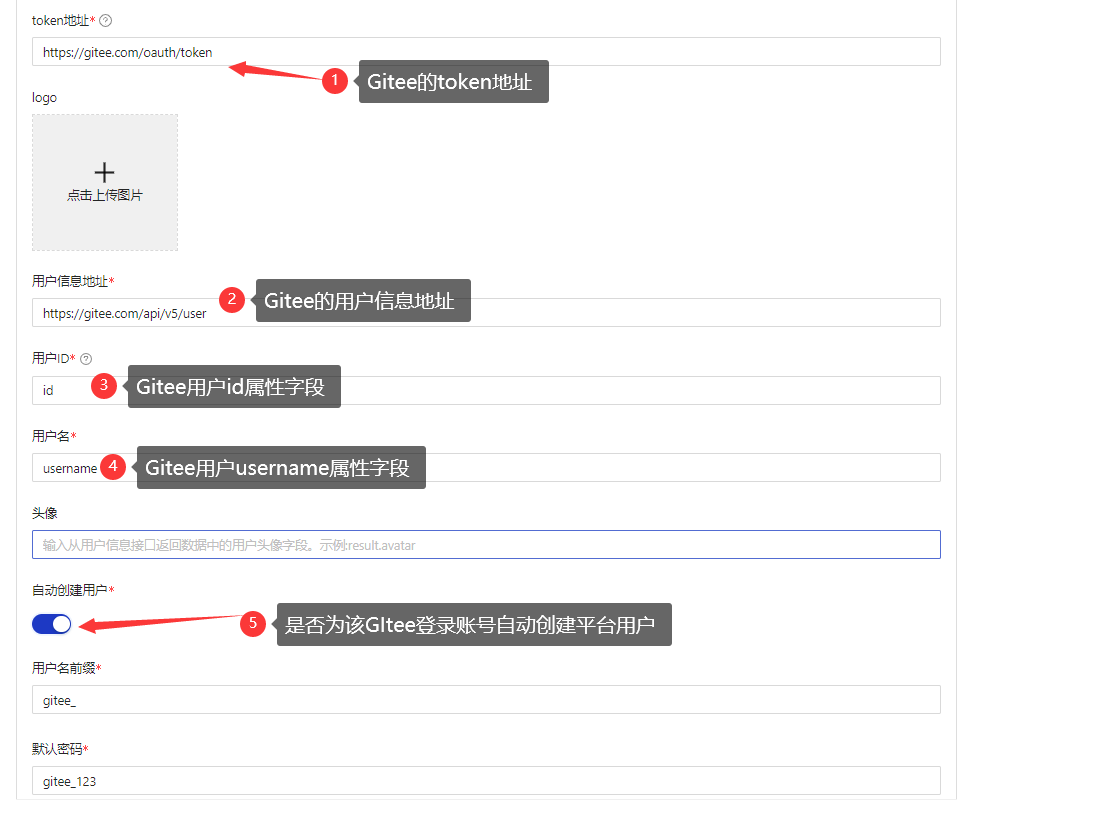 token地址*
https://gitee.com/oauth/token
1 Gitee的token地址
logo
点击上传图片
用户信息地址*
2 Gitee的用户信息地址
https://gitee.com/api/v5/user
用户ID*
id
3 Gitee用户id属性字段
用户名*
username
4 Gitee用户username属性字段
头像
输入从用户信息接口返回数据中的用户头像字段。示例:result.avatar
自动创建用户*
5 是否为该GItee登录账号自动创建平台用户
用户名前缀*
gitee_
默认密码*
gitee_123